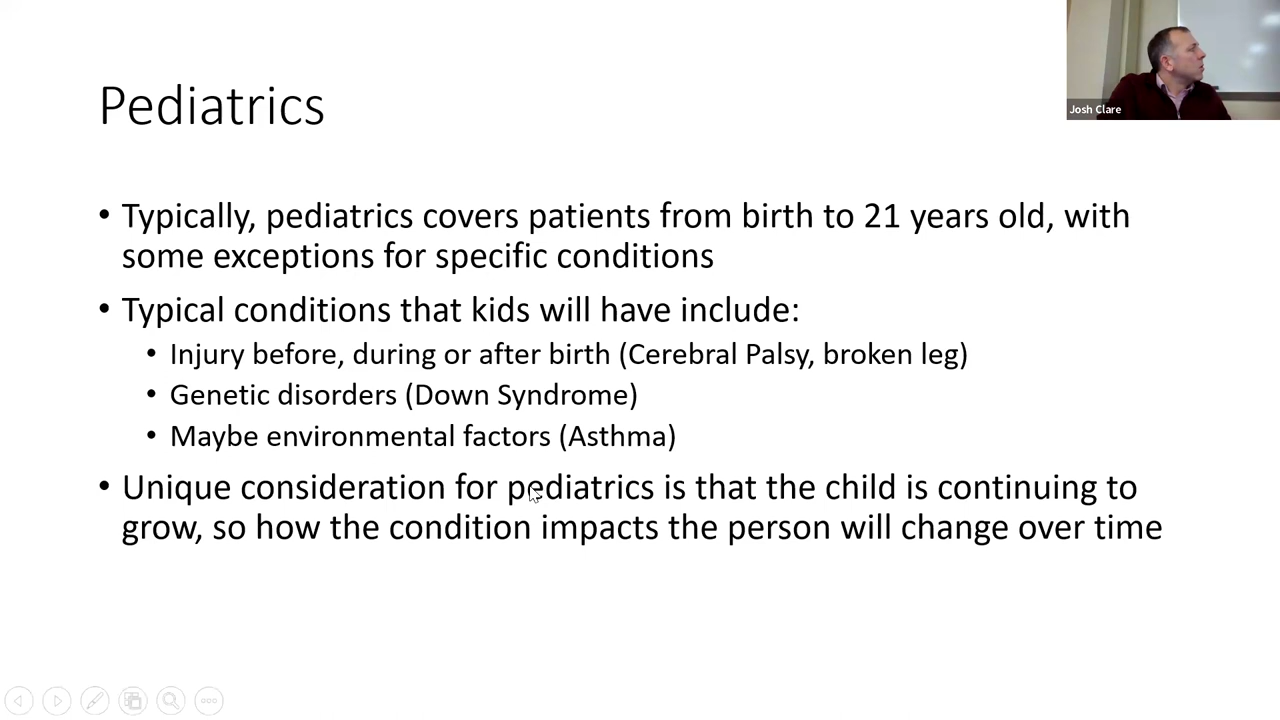 Josh Clare
Pediatrics
• Typically, pediatrics covers patients from birth to 21 years old, with
some exceptions for specific conditions
• Typical conditions that kids will have include:
• Injury before, during or after birth (Cerebral Palsy, broken leg)
• Genetic disorders (Down Syndrome)
• Maybe environmental factors (Asthma)
• Unique consideration for pediatrics is that the child is continuing to
grow, so how the condition impacts the person will change over time